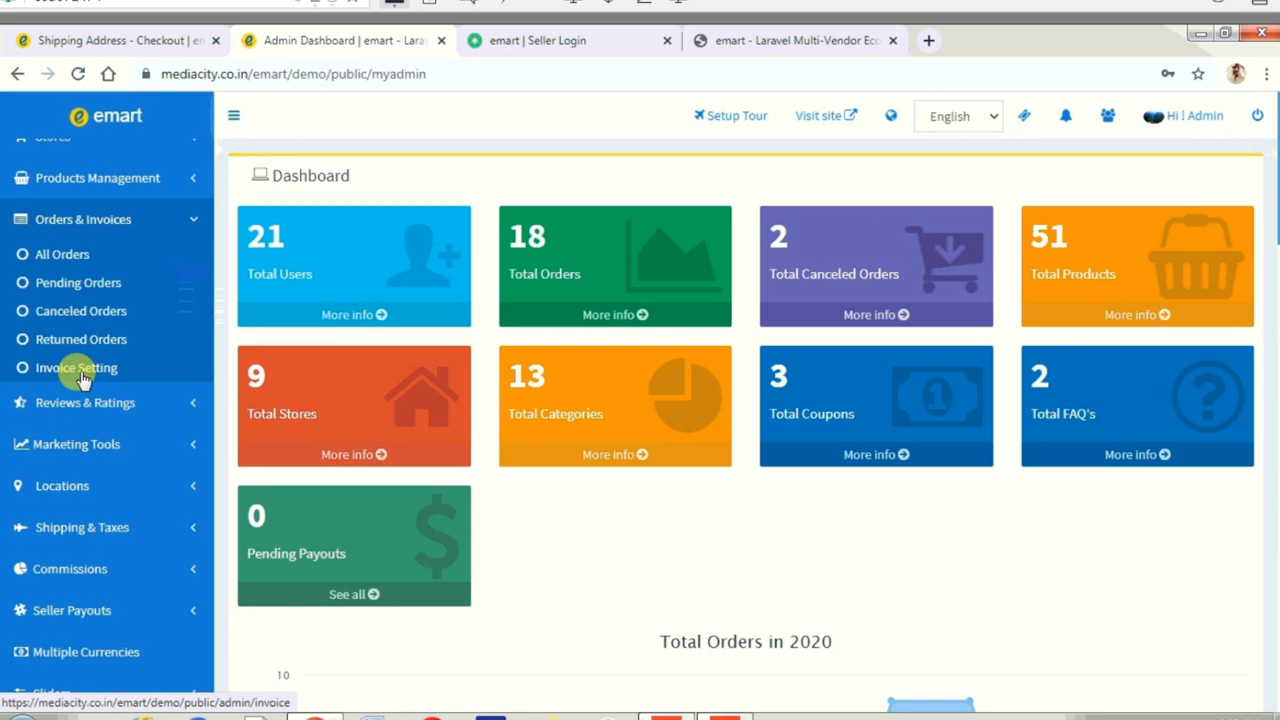 Shipping Address - Checkout | en
Admin Dashboard | emart - Lara
emart | Seller Login
emart - Laravel Multi-Vendor Eco
mediacity.co.in/emart/demo/public/myadmin
emart
Setup Tour
Visit site
English
Hi ! Admin
Stores
Products Management
Orders & Invoices
All Orders
Pending Orders
Canceled Orders
Returned Orders
Invoice Setting
Reviews & Ratings
Marketing Tools
Locations
Shipping & Taxes
Commissions
Seller Payouts
Multiple Currencies
Sliders
https://mediacity.co.in/emart/demo/public/admin/invoice
Dashboard
21
Total Users
More info
18
Total Orders
More info
2
Total Canceled Orders
More info
51
Total Products
More info
9
Total Stores
More info
13
Total Categories
More info
3
Total Coupons
More info
2
Total FAQ's
More info
0
Pending Payouts
See all
Total Orders in 2020
10